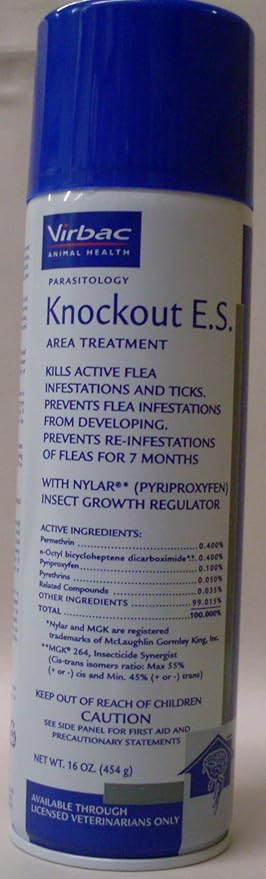 Virbac
ANIMAL HEALTH
PARASITOLOGY
Knockout E.S.
AREA TREATMENT
KILLS ACTIVE FLEA
INFESTATIONS AND TICKS.
PREVENTS FLEA INFESTATIONS
FROM DEVELOPING.
PREVENTS RE-INFESTATIONS
OF FLEAS FOR 7 MONTHS
WITH NYLAR®* (PYRIPROXYFEN)
INSECT GROWTH REGULATOR
ACTIVE INGREDIENTS:
Permethrin 0.400%
n-Octyl bicycloheptene dicarboximide** 0.400%
Pyriproxyfen 0.100%
Pyrethrins 0.050%
Related Compounds 0.035%
OTHER INGREDIENTS 99.015%
TOTAL 100.000%
*Nylar and MGK are registered
trademarks of McLaughlin Gormley King, Inc.
**MGK® 264, Insecticide Synergist
(Cis-trans isomers ratio: Max 55%
(+ or -) cis and Min. 45% (+ or -) trans)
KEEP OUT OF REACH OF CHILDREN
CAUTION
SEE SIDE PANEL FOR FIRST AID AND
PRECAUTIONARY STATEMENTS
NET WT. 16 OZ. (454 g)
AVAILABLE THROUGH
LICENSED VETERINARIANS ONLY